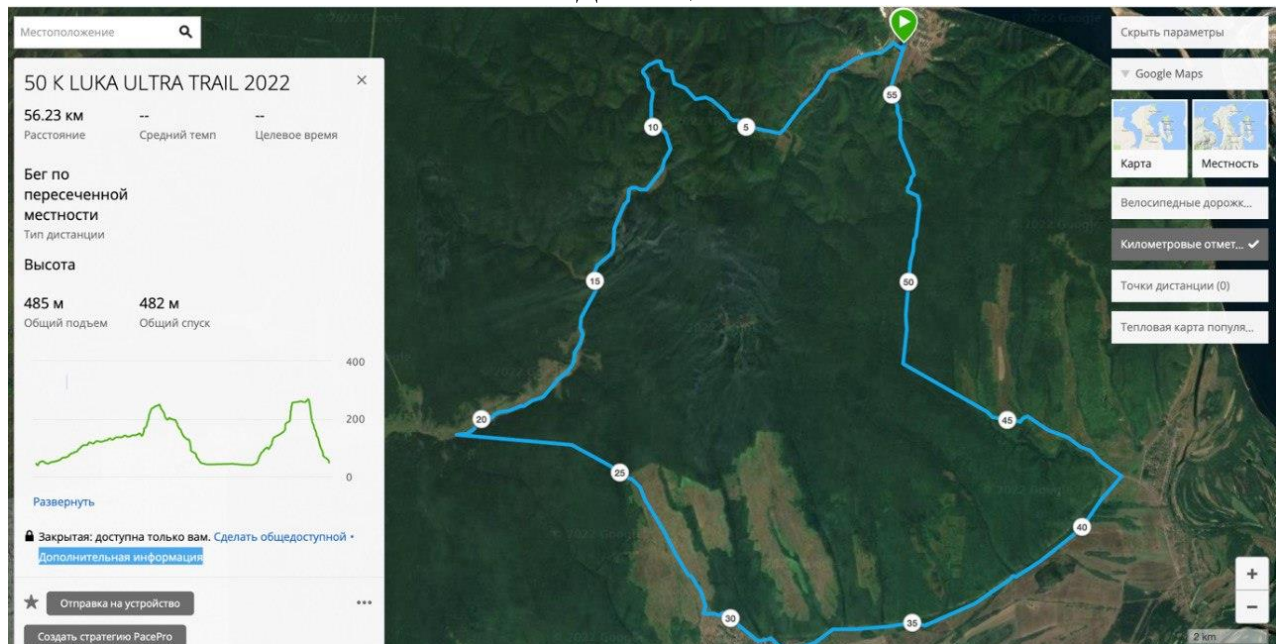 Местоположение
50 K LUKA ULTRA TRAIL 2022
56.23 км
--
--
Расстояние
Средний темп
Целевое время
Бег по
пересеченной
местности
Тип дистанции
Высота
485 м
482 м
Общий подъем
Общий спуск
400
200
0
Развернуть
Закрытая: доступна только вам. Сделать общедоступной •
Дополнительная информация
Отправка на устройство
Создать стратегию PacePro
5
10
15
20
25
30
35
40
45
50
55
Скрыть параметры
Google Maps
Карта
Местность
Велосипедные дорожк...
Километровые отмет...
Точки дистанции (0)
Тепловая карта популя...
+
−
2 km